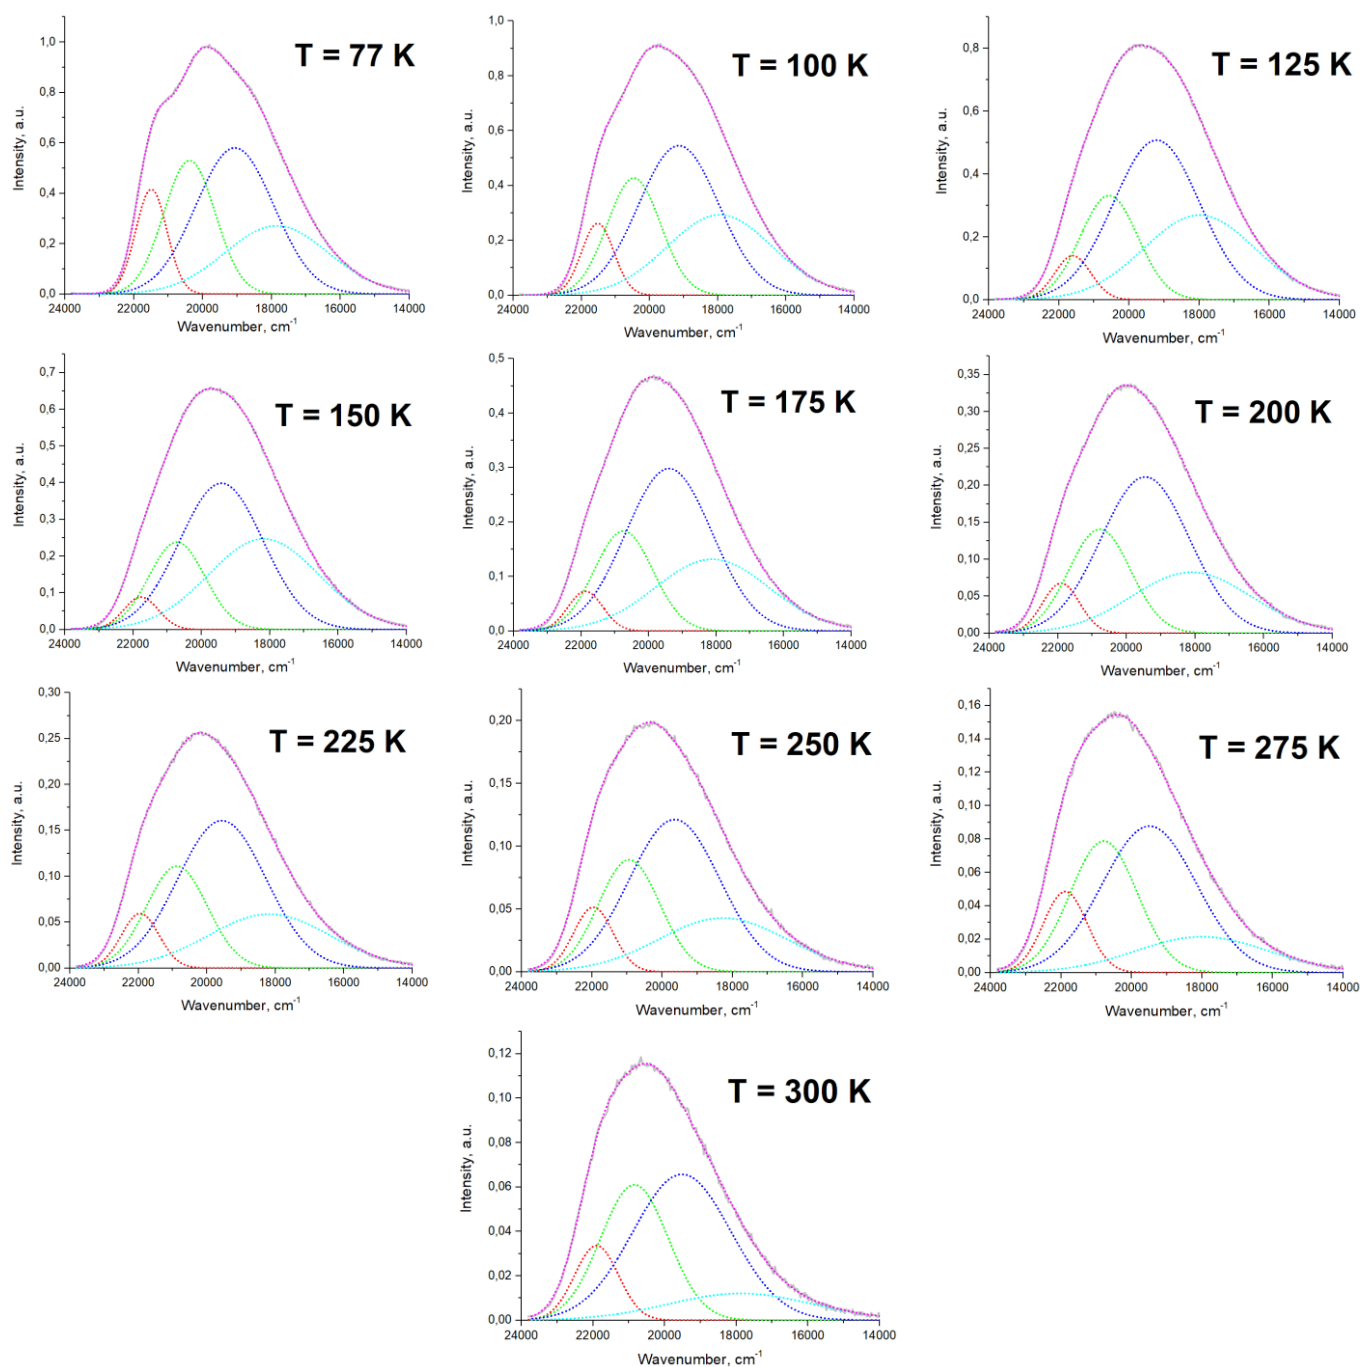 T = 77 K
Intensity, a.u.
1,0
0,8
0,6
0,4
0,2
0,0
24000 22000 20000 18000 16000 14000
Wavenumber, cm⁻¹
T = 100 K
Intensity, a.u.
1,0
0,8
0,6
0,4
0,2
0,0
24000 22000 20000 18000 16000 14000
Wavenumber, cm⁻¹
T = 125 K
Intensity, a.u.
0,8
0,6
0,4
0,2
0,0
24000 22000 20000 18000 16000 14000
Wavenumber, cm⁻¹
T = 150 K
Intensity, a.u.
0,7
0,6
0,5
0,4
0,3
0,2
0,1
0,0
24000 22000 20000 18000 16000 14000
Wavenumber, cm⁻¹
T = 175 K
Intensity, a.u.
0,5
0,4
0,3
0,2
0,1
0,0
24000 22000 20000 18000 16000 14000
Wavenumber, cm⁻¹
T = 200 K
Intensity, a.u.
0,35
0,30
0,25
0,20
0,15
0,10
0,05
0,00
24000 22000 20000 18000 16000 14000
Wavenumber, cm⁻¹
T = 225 K
Intensity, a.u.
0,30
0,25
0,20
0,15
0,10
0,05
0,00
24000 22000 20000 18000 16000 14000
Wavenumber, cm⁻¹
T = 250 K
Intensity, a.u.
0,20
0,15
0,10
0,05
0,00
24000 22000 20000 18000 16000 14000
Wavenumber, cm⁻¹
T = 275 K
Intensity, a.u.
0,16
0,14
0,12
0,10
0,08
0,06
0,04
0,02
0,00
24000 22000 20000 18000 16000 14000
Wavenumber, cm⁻¹
T = 300 K
Intensity, a.u.
0,12
0,10
0,08
0,06
0,04
0,02
0,00
24000 22000 20000 18000 16000 14000
Wavenumber, cm⁻¹